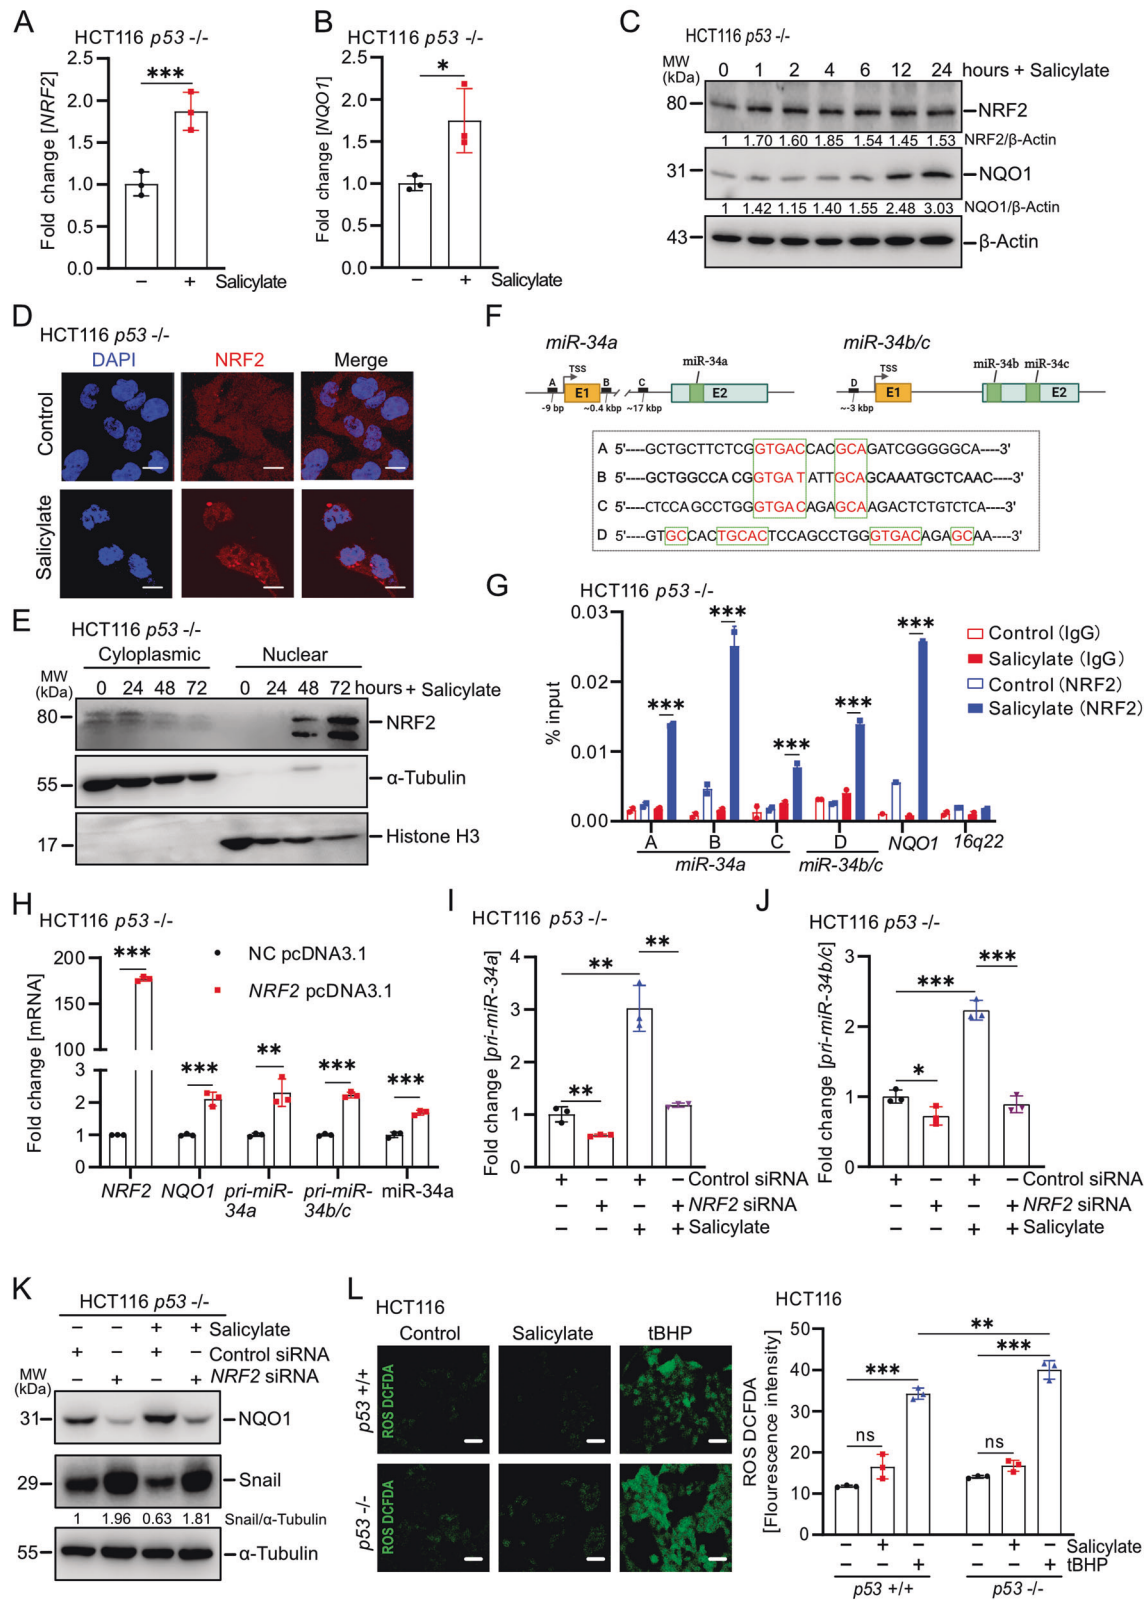 A
HCT116 p53 -/-
Fold change [NRF2]
2.5
2.0
1.5
1.0
0.5
0.0
***
− + Salicylate
B
HCT116 p53 -/-
Fold change [NQO1]
2.5
2.0
1.5
1.0
0.5
0.0
*
− + Salicylate
C
HCT116 p53 -/-
MW
(kDa)
0 1 2 4 6 12 24 hours + Salicylate
80 NRF2
1 1.70 1.60 1.85 1.54 1.45 1.53 NRF2/β-Actin
31 NQO1
1 1.42 1.15 1.40 1.55 2.48 3.03 NQO1/β-Actin
43 β-Actin
D
HCT116 p53 -/-
DAPI NRF2 Merge
Control
Salicylate
E
HCT116 p53 -/-
Cyloplasmic Nuclear
MW
(kDa)
0 24 48 72 0 24 48 72 hours + Salicylate
80 NRF2
55 α-Tubulin
17 Histone H3
F
miR-34a miR-34b/c
A TSS E1 B C miR-34a E2
-9 bp ~0.4 kbp ~17 kbp
D TSS E1 miR-34b miR-34c E2
~-3 kbp
A 5'----GCTGCTTCTCGGTGACCACGCAGATCGGGGGCA----3'
B 5'----GCTGGCCA CG GTGA T ATT GCA GCAAATGCTCAAC----3'
C 5'----CTCCAGCCTGGGTGACAGAGCAAGACTCTGTCTCA----3'
D 5'----GTGCCACTGCACTCCAGCCTGGGTGACAGAGCAA----3'
G
HCT116 p53 -/-
% input
0.03
0.02
0.01
0.00
*** *** *** *** ***
Control (IgG)
Salicylate (IgG)
Control (NRF2)
Salicylate (NRF2)
A B C D NQO1 16q22
miR-34a miR-34b/c
H
HCT116 p53 -/-
Fold change [mRNA]
200
150
100
3
2
1
0
*** *** ** *** ***
NC pcDNA3.1
NRF2 pcDNA3.1
NRF2 NQO1 pri-miR- pri-miR- miR-34a
34a 34b/c
I
HCT116 p53 -/-
Fold change [pri-miR-34a]
4
3
2
1
0
** ** **
+ − + − Control siRNA
− + − + NRF2 siRNA
− − + + Salicylate
J
HCT116 p53 -/-
Fold change [pri-miR-34b/c]
3
2
1
0
* *** ***
+ − + − Control siRNA
− + − + NRF2 siRNA
− − + + Salicylate
K
HCT116 p53 -/-
− − + + Salicylate
+ − + − Control siRNA
− + − + NRF2 siRNA
MW
(kDa)
31 NQO1
29 Snail
1 1.96 0.63 1.81 Snail/α-Tubulin
55 α-Tubulin
L
HCT116
Control Salicylate tBHP
p53 +/+
ROS DCFDA
p53 -/-
ROS DCFDA
HCT116
ROS DCFDA
[Flourescence intensity]
50
40
30
20
10
0
ns *** ns *** **
− + − − + − Salicylate
− − + − − + tBHP
p53 +/+ p53 -/-